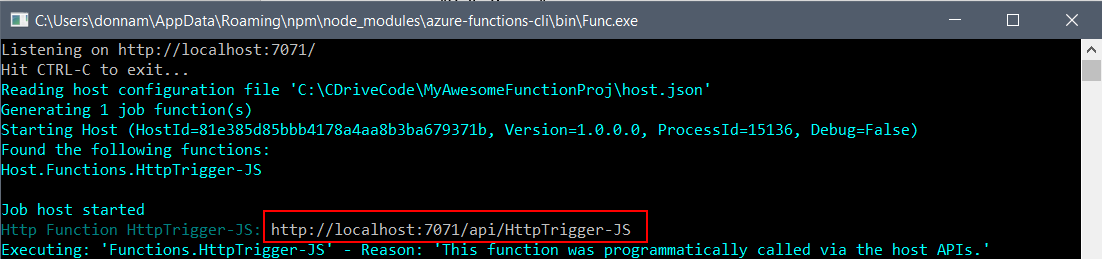 C:\Users\donnam\AppData\Roaming\npm\node_modules\azure-functions-cli\bin\Func.exe
Listening on http://localhost:7071/
Hit CTRL-C to exit...
Reading host configuration file 'C:\CDriveCode\MyAwesomeFunctionProj\host.json'
Generating 1 job function(s)
Starting Host (HostId=81e385d85bbb4178a4aa8b3ba679371b, Version=1.0.0.0, ProcessId=15136, Debug=False)
Found the following functions:
Host.Functions.HttpTrigger-JS
Job host started
Http Function HttpTrigger-JS: http://localhost:7071/api/HttpTrigger-JS
Executing: 'Functions.HttpTrigger-JS' - Reason: 'This function was programmatically called via the host APIs.'